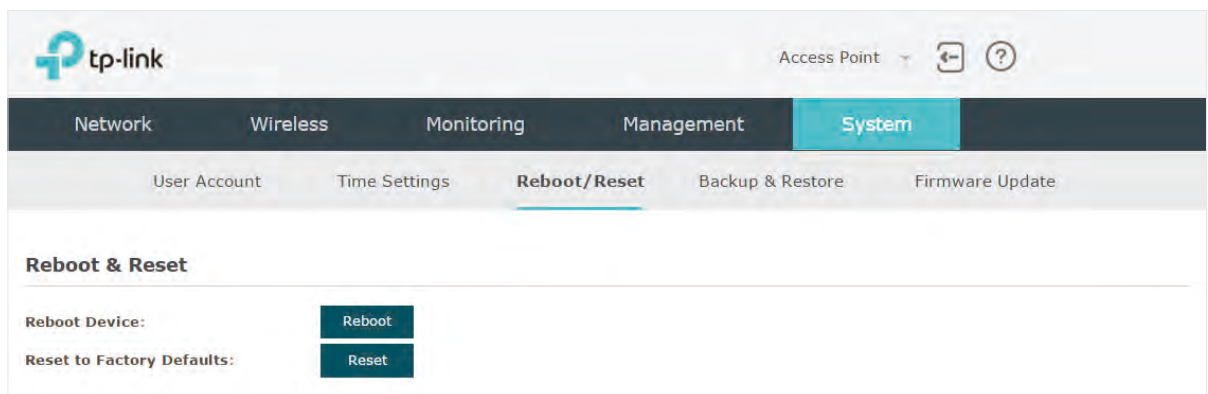 tp-link
Access Point
Network Wireless Monitoring Management System
User Account Time Settings Reboot/Reset Backup & Restore Firmware Update
Reboot & Reset
Reboot Device: Reboot
Reset to Factory Defaults: Reset